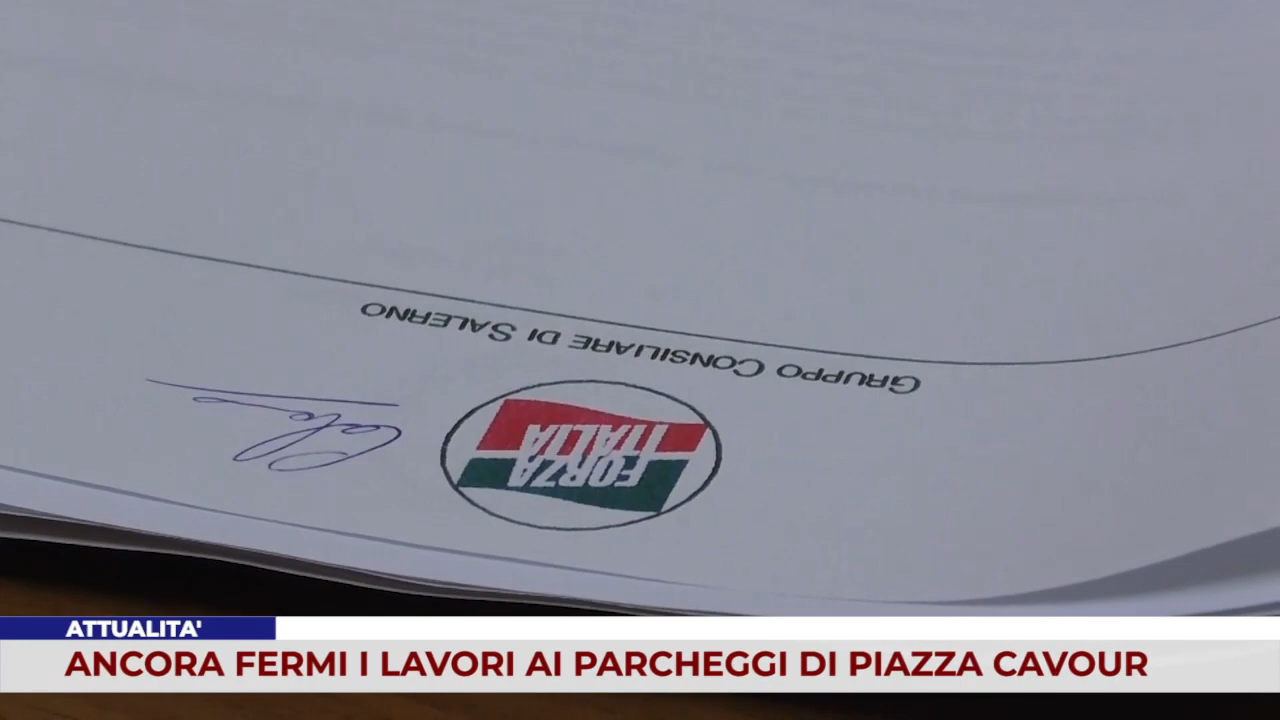 Gruppo Consiliare di Salerno
FORZA
ITALIA
ATTUALITA'
ANCORA FERMI I LAVORI AI PARCHEGGI DI PIAZZA CAVOUR